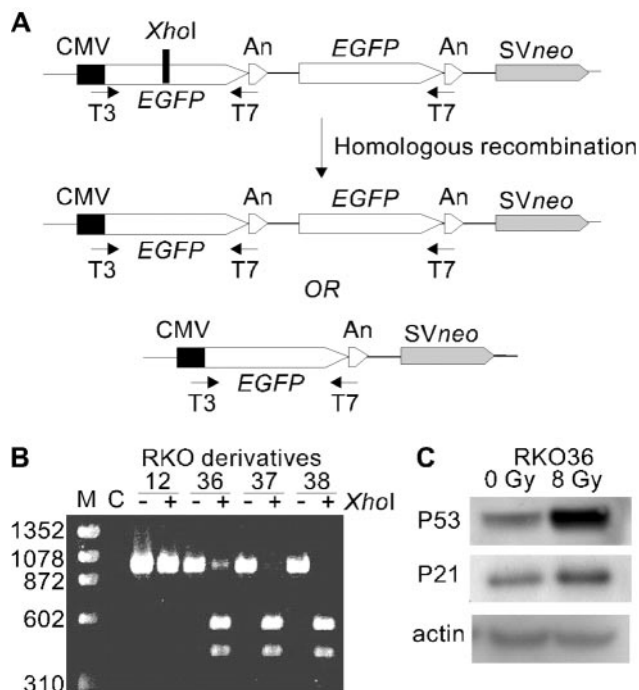 A
XhoI
CMV An EGFP An SVneo
T3 EGFP T7 T7
Homologous recombination
CMV An EGFP An SVneo
T3 EGFP T7 T7
OR
CMV An SVneo
T3 EGFP T7
B
RKO derivatives
12 36 37 38
M C - + - + - + - + XhoI
1352
1078
872
602
310
C
RKO36
0 Gy 8 Gy
P53
P21
actin